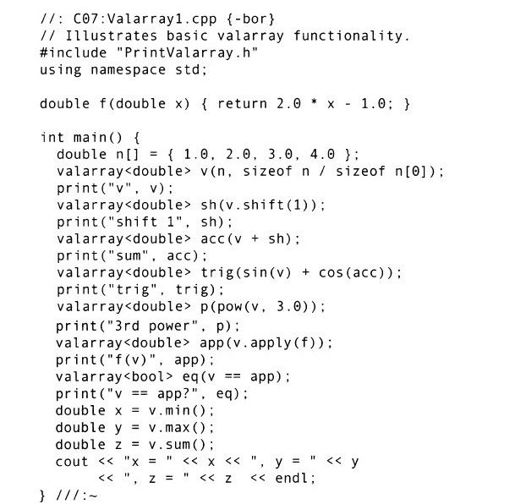 //: C07:Valarray1.cpp {-bor}
// Illustrates basic valarray functionality.
#include "PrintValarray.h"
using namespace std;
double f(double x) { return 2.0 * x - 1.0; }
int main() {
double n[] = { 1.0, 2.0, 3.0, 4.0 };
valarray<double> v(n, sizeof n / sizeof n[0]);
print("v", v);
valarray<double> sh(v.shift(1));
print("shift 1", sh);
valarray<double> acc(v + sh);
print("sum", acc);
valarray<double> trig(sin(v) + cos(acc));
print("trig", trig);
valarray<double> p(pow(v, 3.0));
print("3rd power", p);
valarray<double> app(v.apply(f));
print("f(v)", app);
valarray<bool> eq(v == app);
print("v == app?", eq);
double x = v.min();
double y = v.max();
double z = v.sum();
cout << "x = " << x << ", y = " << y
<< ", z = " << z << endl;
} ///:~